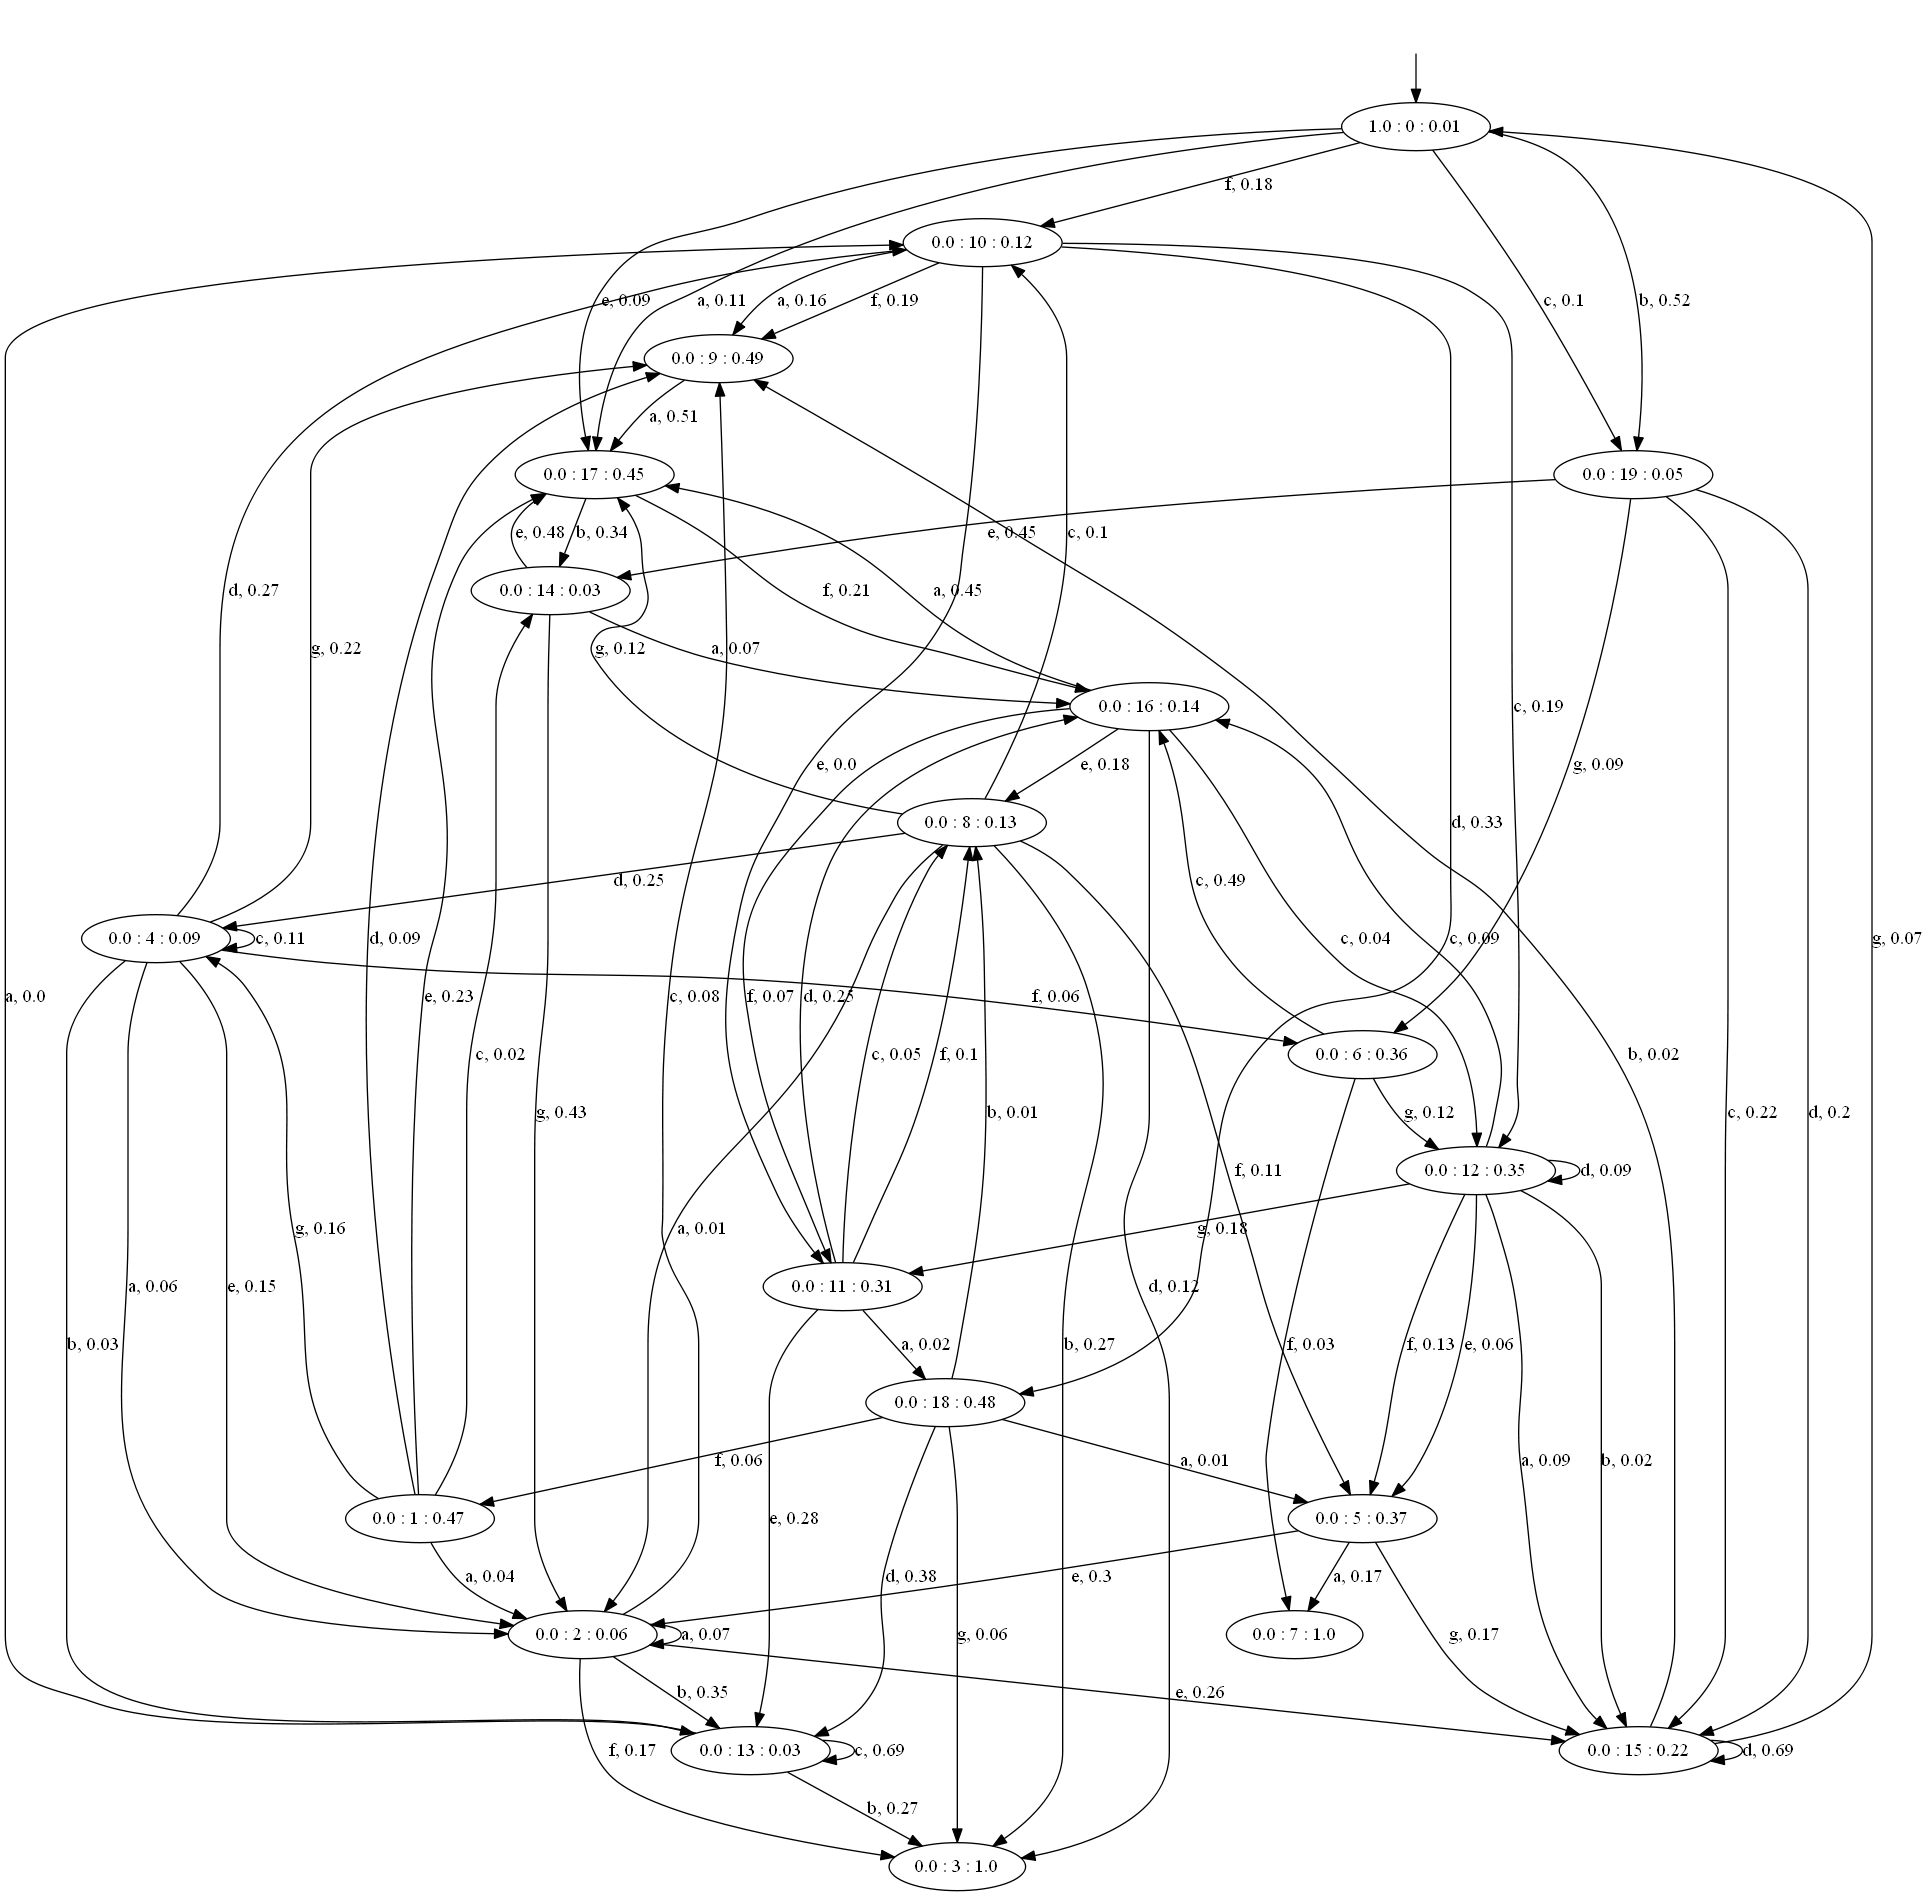 1.0 : 0 : 0.01
f, 0.18
0.0 : 10 : 0.12
e, 0.09
a, 0.11
a, 0.16
f, 0.19
c, 0.1
b, 0.52
0.0 : 9 : 0.49
a, 0.51
0.0 : 17 : 0.45
0.0 : 19 : 0.05
e, 0.48
b, 0.34
e, 0.45
c, 0.1
d, 0.27
0.0 : 14 : 0.03
f, 0.21
a, 0.45
g, 0.22
g, 0.12
a, 0.07
0.0 : 16 : 0.14
c, 0.19
e, 0.0
e, 0.18
g, 0.09
0.0 : 8 : 0.13
d, 0.33
d, 0.25
c, 0.49
0.0 : 4 : 0.09
c, 0.11
d, 0.09
c, 0.04
c, 0.09
g, 0.07
a, 0.0
e, 0.23
c, 0.08
f, 0.07
d, 0.25
f, 0.06
c, 0.02
c, 0.05
f, 0.1
0.0 : 6 : 0.36
b, 0.02
g, 0.43
b, 0.01
g, 0.12
c, 0.22
d, 0.2
f, 0.11
0.0 : 12 : 0.35
d, 0.09
g, 0.16
a, 0.01
g, 0.18
a, 0.06
e, 0.15
0.0 : 11 : 0.31
d, 0.12
b, 0.03
a, 0.02
b, 0.27
f, 0.03
f, 0.13
e, 0.06
0.0 : 18 : 0.48
f, 0.06
a, 0.01
a, 0.09
b, 0.02
0.0 : 1 : 0.47
e, 0.28
0.0 : 5 : 0.37
a, 0.04
d, 0.38
e, 0.3
a, 0.17
0.0 : 2 : 0.06
a, 0.07
g, 0.06
0.0 : 7 : 1.0
g, 0.17
b, 0.35
e, 0.26
f, 0.17
0.0 : 13 : 0.03
c, 0.69
0.0 : 15 : 0.22
d, 0.69
b, 0.27
0.0 : 3 : 1.0